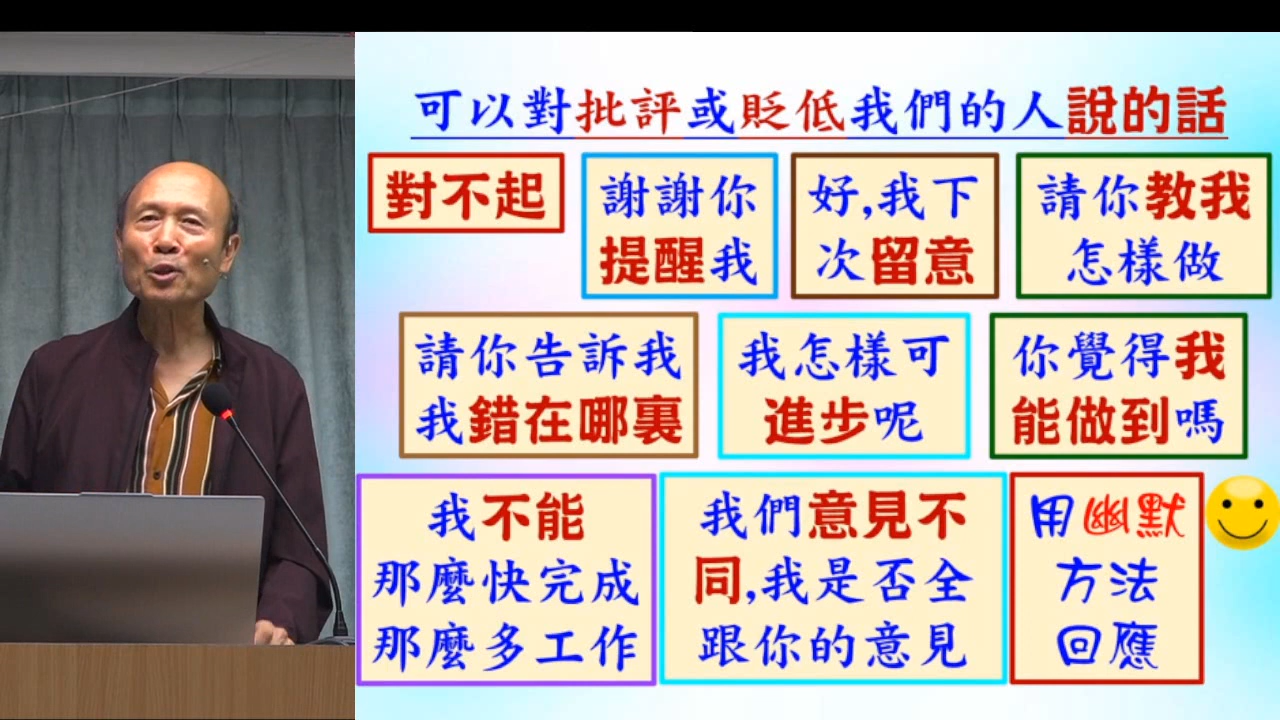 可以對批評或貶低我們的人說的話
對不起
謝謝你
提醒我
好,我下
次留意
請你教我
怎樣做
請你告訴我
我錯在哪裏
我怎樣可
進步呢
你覺得我
能做到嗎
我不能
那麼快完成
那麼多工作
我們意見不
同,我是否全
跟你的意見
用幽默
方法
回應